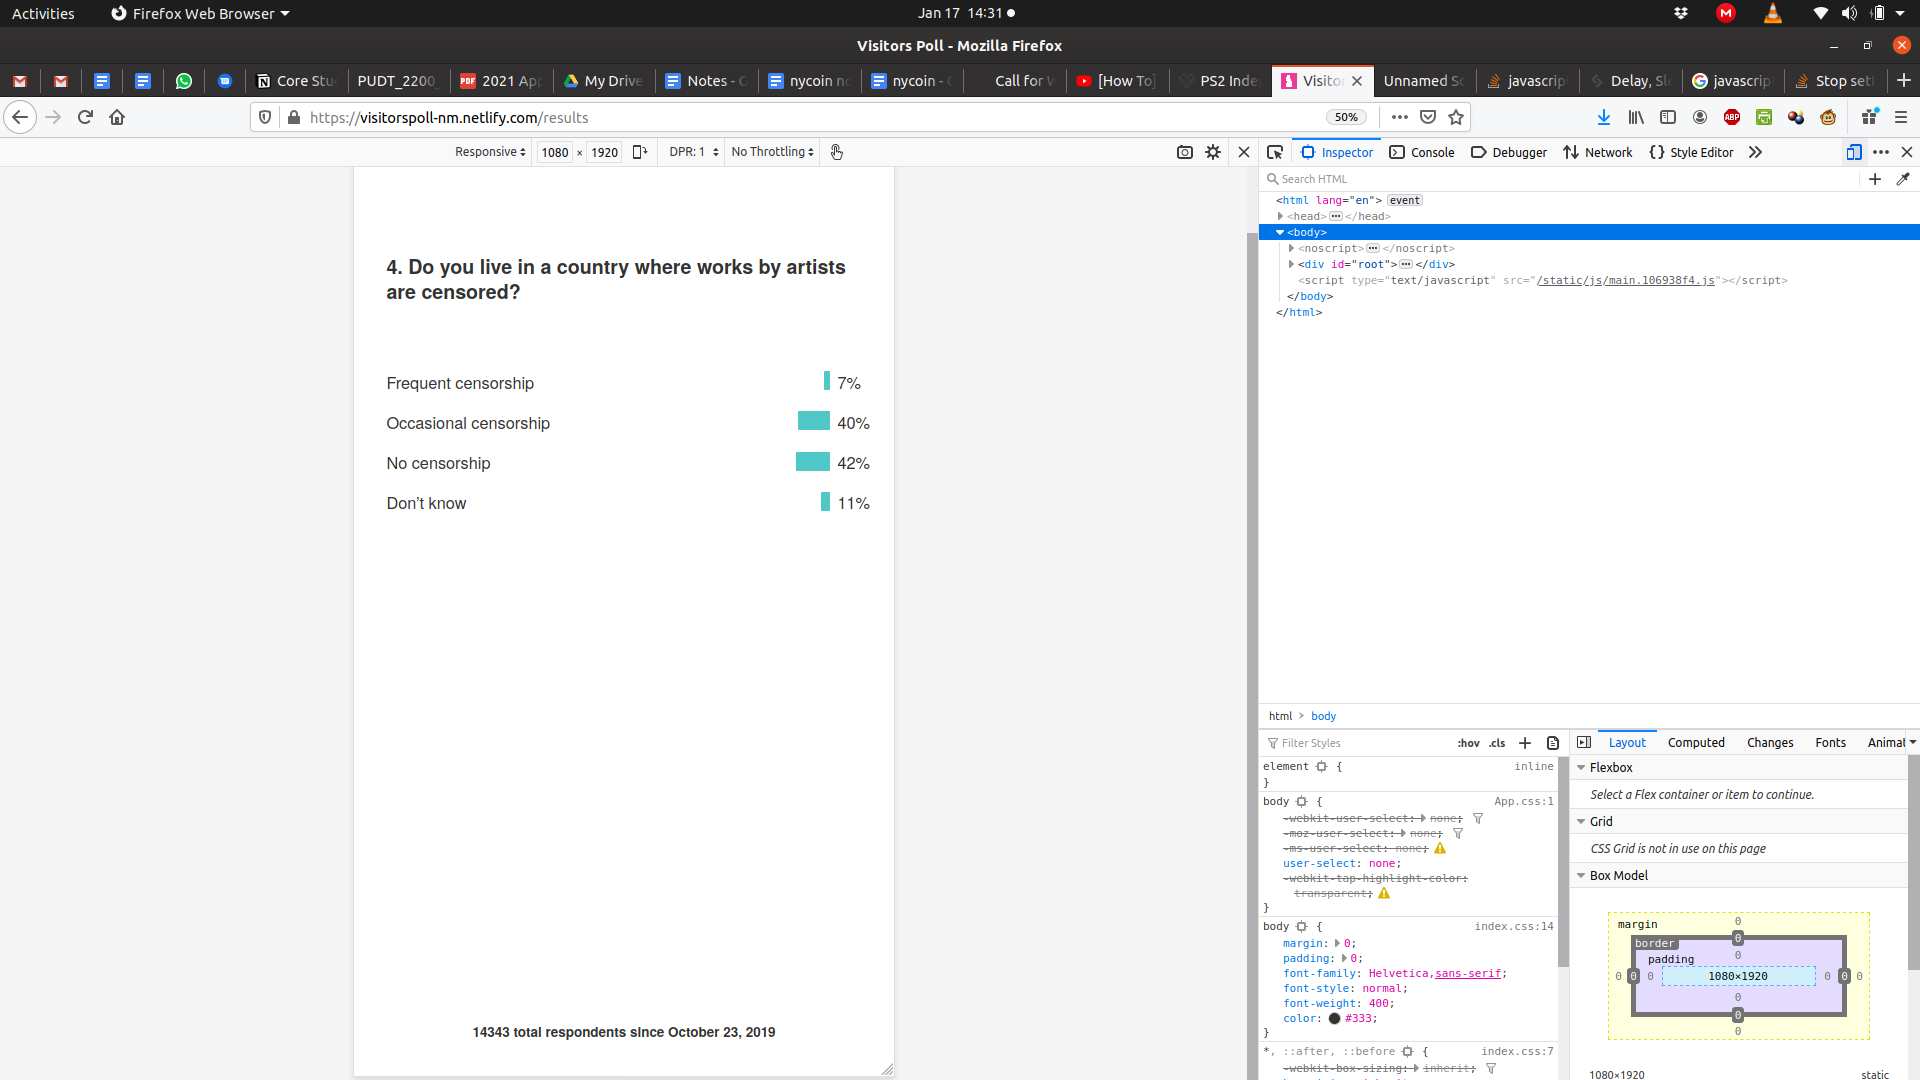 Activities
Firefox Web Browser
Jan 17 14:31
Visitors Poll - Mozilla Firefox
Core Stu
PUDT_2200
2021 Ap
My Drive
Notes - G
nycoin n
nycoin - G
Call for V
[How To]
PS2 Inde
Visitor
Unnamed Sc
javascrip
Delay, Sle
javascrip
Stop set
https://visitorspoll-nm.netlify.com/results
50%
Responsive
1080 × 1920
DPR: 1
No Throttling
Inspector
Console
Debugger
Network
Style Editor
Search HTML
<html lang="en"> event
<head> ··· </head>
<body>
<noscript> ··· </noscript>
<div id="root"> ··· </div>
<script type="text/javascript" src="/static/js/main.106938f4.js"></script>
</body>
</html>
4. Do you live in a country where works by artists
are censored?
Frequent censorship 7%
Occasional censorship 40%
No censorship 42%
Don’t know 11%
14343 total respondents since October 23, 2019
html > body
Filter Styles
:hov .cls
Layout
Computed
Changes
Fonts
Animat
element { inline
}
body { App.css:1
-webkit-user-select: none;
-moz-user-select: none;
-ms-user-select: none;
user-select: none;
-webkit-tap-highlight-color:
transparent;
}
body { index.css:14
margin: 0;
padding: 0;
font-family: Helvetica,sans-serif;
font-style: normal;
font-weight: 400;
color: #333;
}
*, ::after, ::before { index.css:7
-webkit-box-sizing: inherit;
Flexbox
Select a Flex container or item to continue.
Grid
CSS Grid is not in use on this page
Box Model
margin 0
border 0
padding 0
0 0 0 1080×1920 0 0 0
0
0
0
1080×1920 static